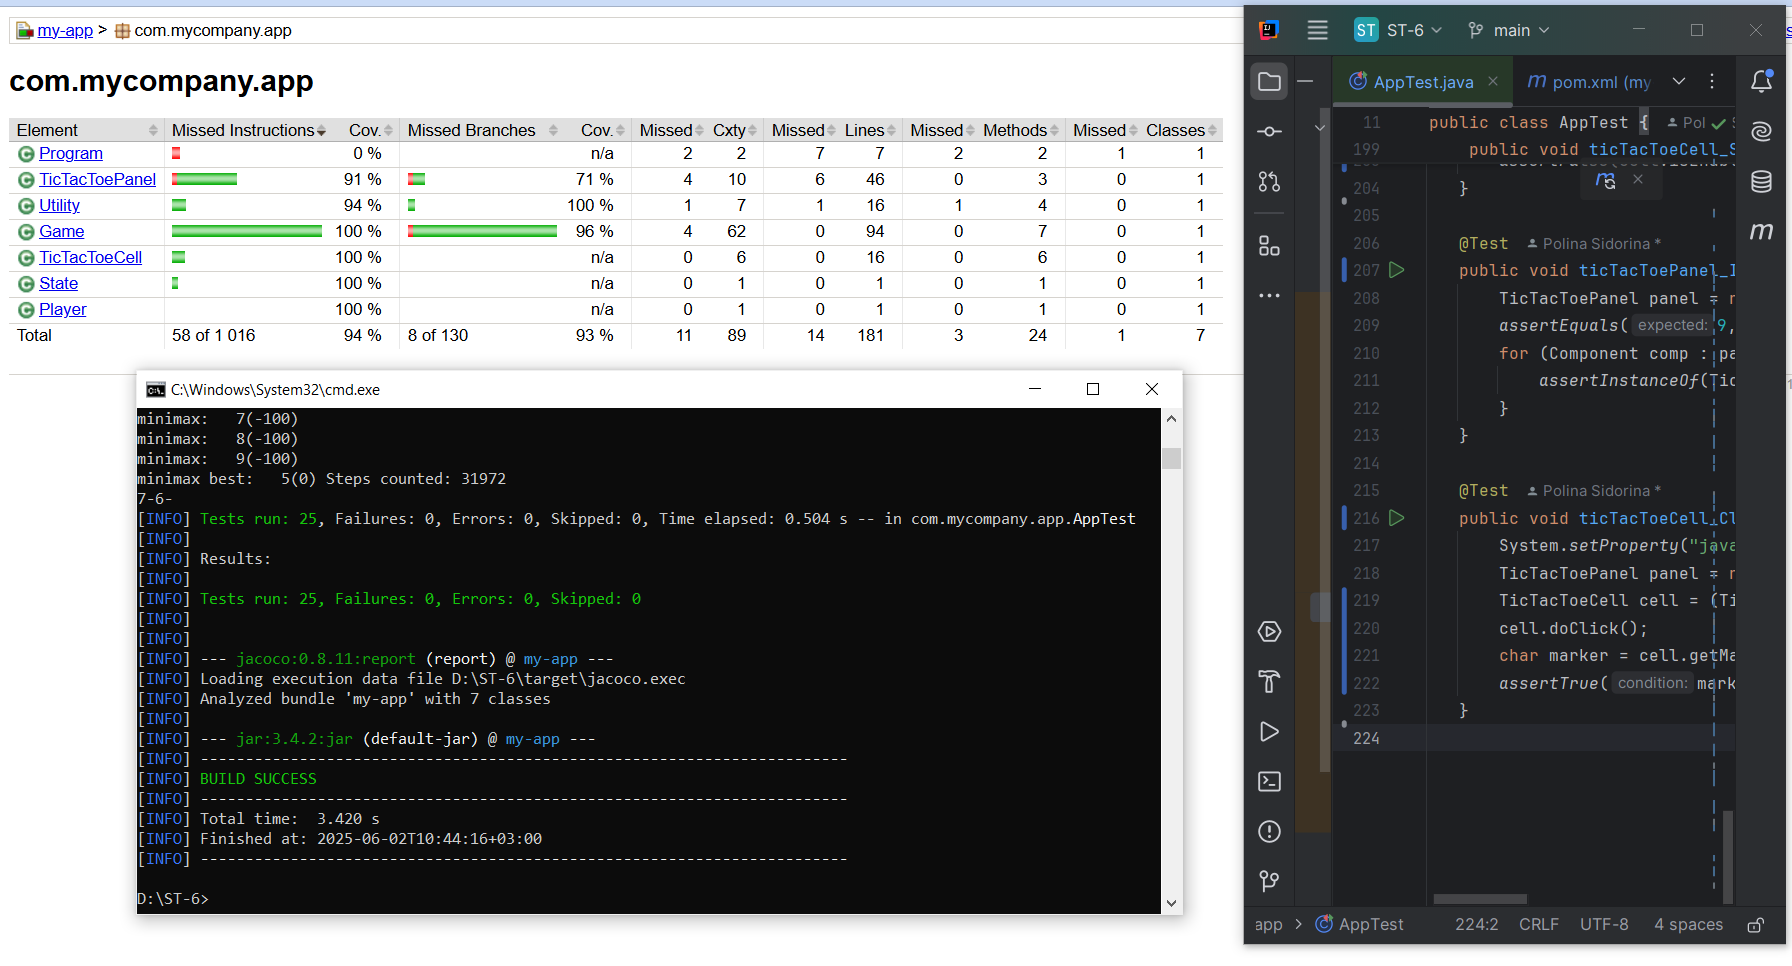 my-app > com.mycompany.app
com.mycompany.app
Element Missed Instructions Cov. Missed Branches Cov. Missed Cxty Missed Lines Missed Methods Missed Classes
Program 0 % n/a 2 2 7 7 2 2 1 1
TicTacToePanel 91 % 71 % 4 10 6 46 0 3 0 1
Utility 94 % 100 % 1 7 1 16 1 4 0 1
Game 100 % 96 % 4 62 0 94 0 7 0 1
TicTacToeCell 100 % n/a 0 6 0 16 0 6 0 1
State 100 % n/a 0 1 0 1 0 1 0 1
Player 100 % n/a 0 1 0 1 0 1 0 1
Total 58 of 1 016 94 % 8 of 130 93 % 11 89 14 181 3 24 1 7
C:\Windows\System32\cmd.exe
minimax:   7(-100)
minimax:   8(-100)
minimax:   9(-100)
minimax best:   5(0) Steps counted: 31972
7-6-
[INFO] Tests run: 25, Failures: 0, Errors: 0, Skipped: 0, Time elapsed: 0.504 s -- in com.mycompany.app.AppTest
[INFO]
[INFO] Results:
[INFO]
[INFO] Tests run: 25, Failures: 0, Errors: 0, Skipped: 0
[INFO]
[INFO]
[INFO] --- jacoco:0.8.11:report (report) @ my-app ---
[INFO] Loading execution data file D:\ST-6\target\jacoco.exec
[INFO] Analyzed bundle 'my-app' with 7 classes
[INFO]
[INFO] --- jar:3.4.2:jar (default-jar) @ my-app ---
[INFO] ------------------------------------------------------------------------
[INFO] BUILD SUCCESS
[INFO] ------------------------------------------------------------------------
[INFO] Total time:  3.420 s
[INFO] Finished at: 2025-06-02T10:44:16+03:00
[INFO] ------------------------------------------------------------------------
D:\ST-6>
ST ST-6 main
AppTest.java pom.xml (my
11 public class AppTest { Pol
199 public void ticTacToeCell_S
204 }
205
206 @Test Polina Sidorina *
207 public void ticTacToePanel_I
208 TicTacToePanel panel = n
209 assertEquals( expected: 9,
210 for (Component comp : pa
211 assertInstanceOf(Tic
212 }
213 }
214
215 @Test Polina Sidorina *
216 public void ticTacToeCell_Cl
217 System.setProperty("java
218 TicTacToePanel panel = n
219 TicTacToeCell cell = (Ti
220 cell.doClick();
221 char marker = cell.getMa
222 assertTrue( condition: mark
223 }
224
app > AppTest 224:2 CRLF UTF-8 4 spaces